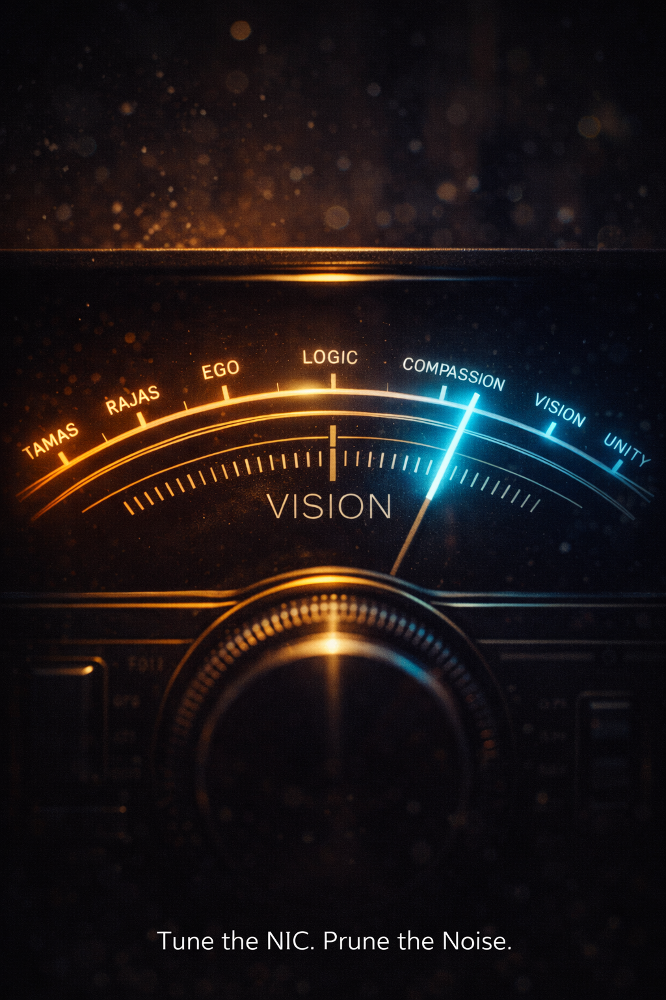 TAMAS
RAJAS
EGO
LOGIC
COMPASSION
VISION
UNITY
VISION
Tune the NIC. Prune the Noise.